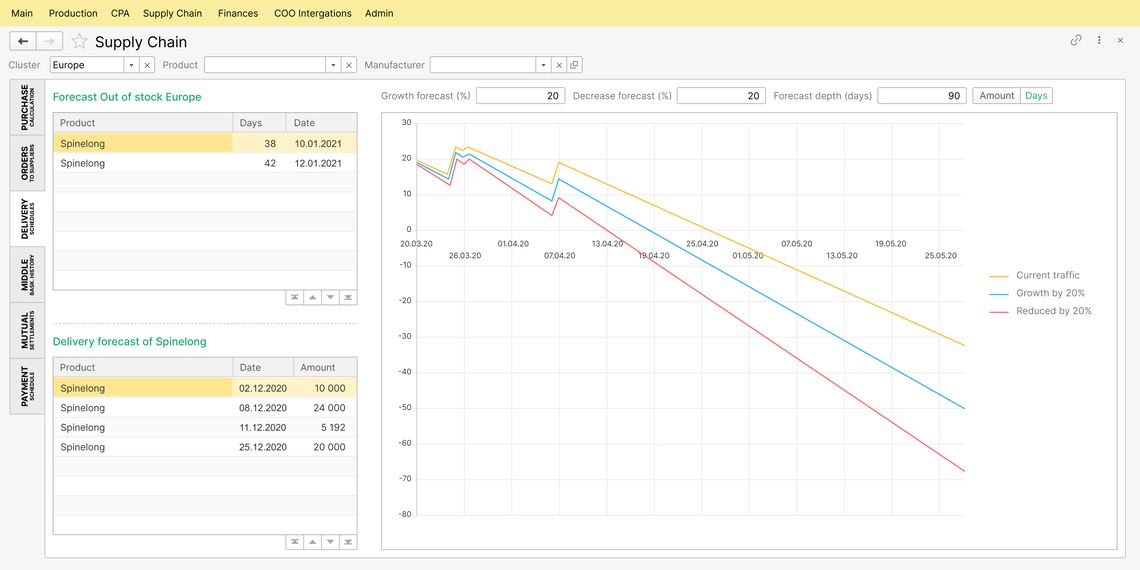 Main Production CPA Supply Chain Finances COO Intergations Admin
Supply Chain
Cluster Europe Product Manufacturer
PURCHASE
CALCULATION
ORDERS
TO SUPPLIERS
DELIVERY
SCHEDULES
MIDDLE
BASK. HISTORY
MUTUAL
SETTLEMENTS
PAYMENT
SCHEDULE
Forecast Out of stock Europe
Product Days Date
Spinelong 38 10.01.2021
Spinelong 42 12.01.2021
Delivery forecast of Spinelong
Product Date Amount
Spinelong 02.12.2020 10 000
Spinelong 08.12.2020 24 000
Spinelong 11.12.2020 5 192
Spinelong 25.12.2020 20 000
Growth forecast (%) 20 Decrease forecast (%) 20 Forecast depth (days) 90 Amount Days
30
20
10
0
20.03.20 01.04.20 13.04.20 25.04.20 07.05.20 19.05.20
26.03.20 07.04.20 19.04.20 01.05.20 13.05.20 25.05.20
-10
-20
-30
-40
-50
-60
-70
-80
Current traffic
Growth by 20%
Reduced by 20%